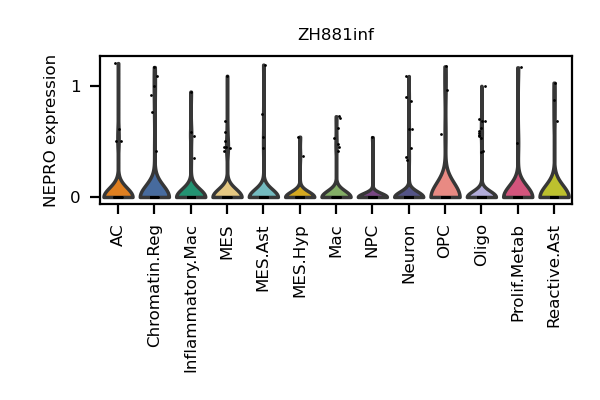 ZH881inf
NEPRO expression
1
0
AC
Chromatin.Reg
Inflammatory.Mac
MES
MES.Ast
MES.Hyp
Mac
NPC
Neuron
OPC
Oligo
Prolif.Metab
Reactive.Ast